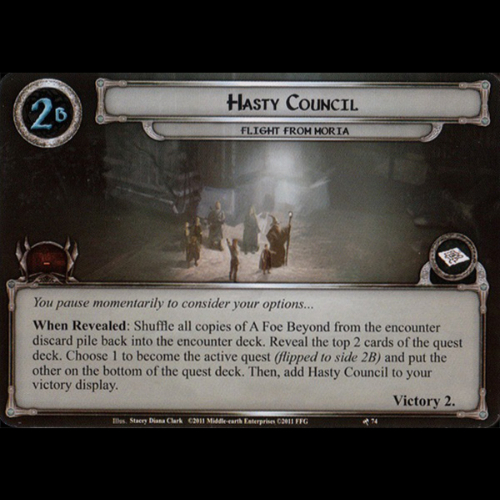 2B
HASTY COUNCIL
FLIGHT FROM MORIA
-
You pause momentarily to consider your options...
When Revealed: Shuffle all copies of A Foe Beyond from the encounter
discard pile back into the encounter deck. Reveal the top 2 cards of the quest
deck. Choose 1 to become the active quest (flipped to side 2B) and put the
other on the bottom of the quest deck. Then, add Hasty Council to your
victory display.
Victory 2.
Illus. Stacey Diana Clark ©2011 Middle-earth Enterprises ©2011 FFG 74